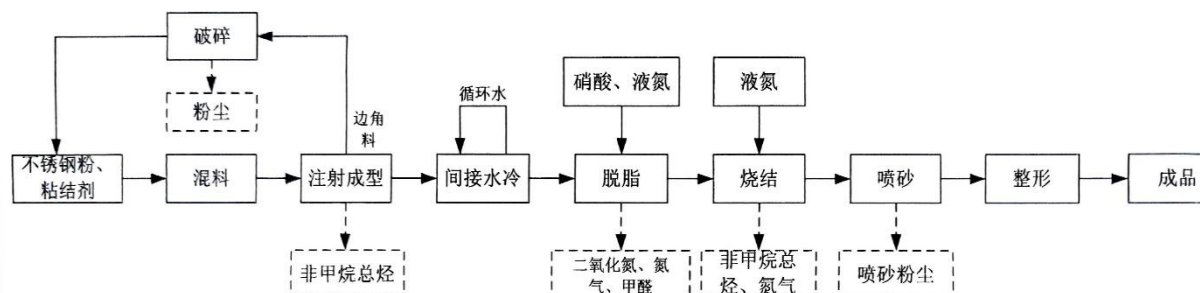 破碎
粉尘
边角
料
循环水
硝酸、液氮
液氮
不锈钢粉、
粘结剂
混料
注射成型
间接水冷
脱脂
烧结
喷砂
整形
成品
非甲烷总烃
二氧化氮、氮
气、甲醛
非甲烷总
烃、氮气
喷砂粉尘